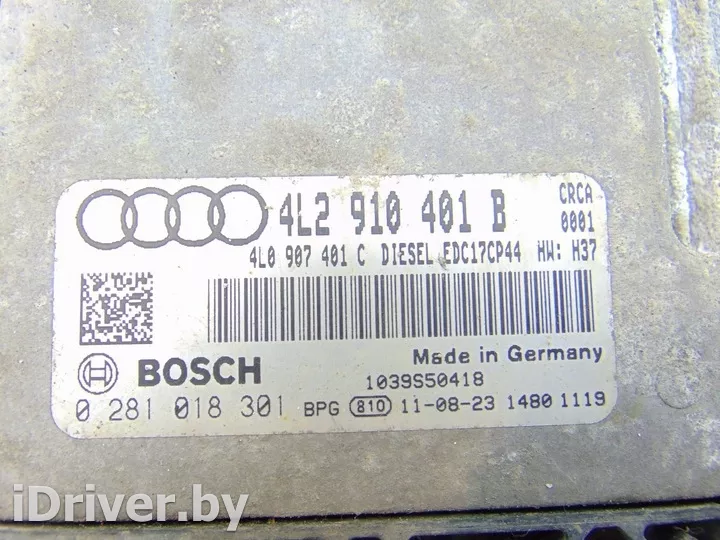 4L2 910 401 B
CRCA
0001
4L0 907 401 C DIESEL EDC17CP44 HW: H37
Made in Germany
BOSCH
1039S50418
0 281 018 301 BPG 810 11-08-23 1480 1119
iDriver.by